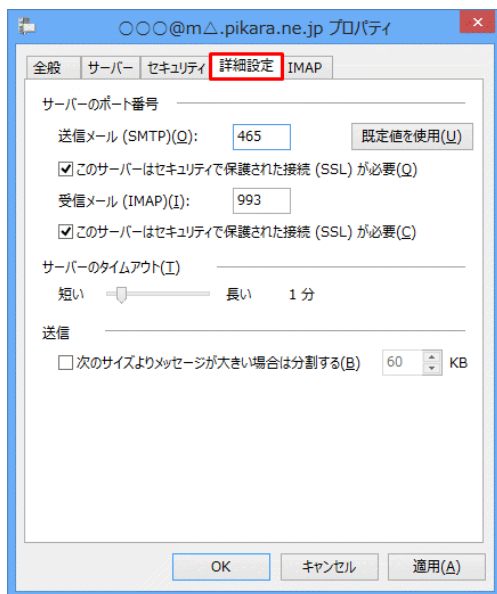 ○○○@m△.pikara.ne.jp プロパティ
全般 サーバー セキュリティ 詳細設定 IMAP
サーバーのポート番号
送信メール (SMTP)(O): 465 既定値を使用(U)
このサーバーはセキュリティで保護された接続 (SSL) が必要(Q)
受信メール (IMAP)(I): 993
このサーバーはセキュリティで保護された接続 (SSL) が必要(C)
サーバーのタイムアウト(T)
短い 長い 1 分
送信
次のサイズよりメッセージが大きい場合は分割する(B) 60 KB
OK キャンセル 適用(A)